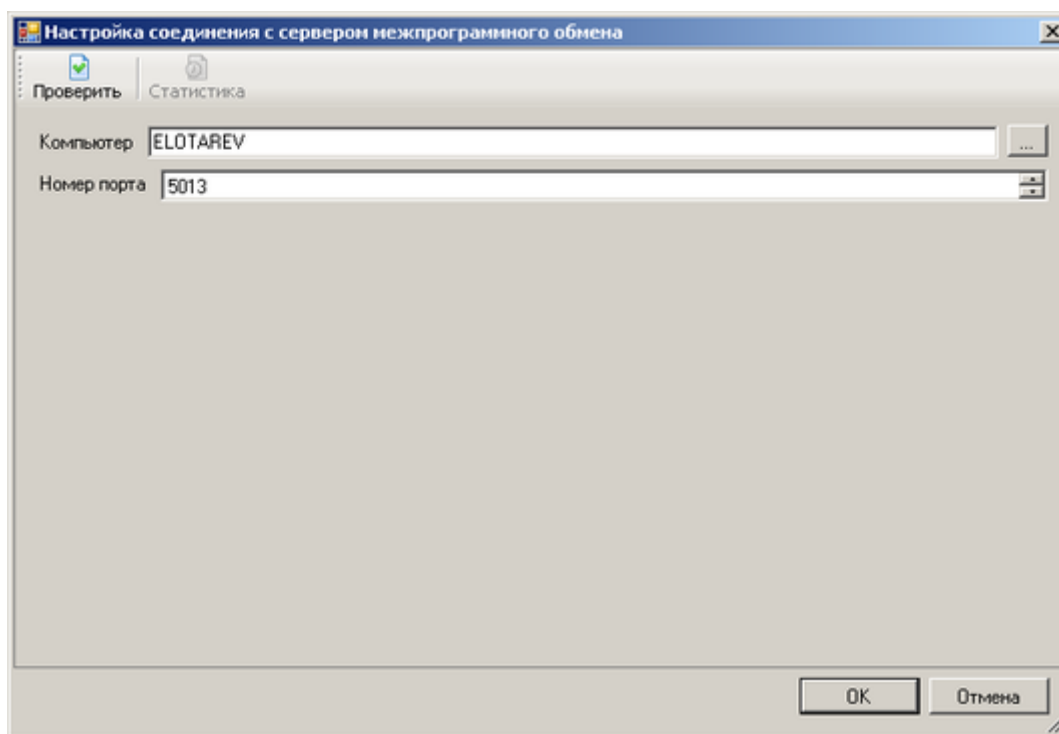 Настройка соединения с сервером межпрограммного обмена
Проверить Статистика
Компьютер ELOTAREV ...
Номер порта 5013
OK Отмена